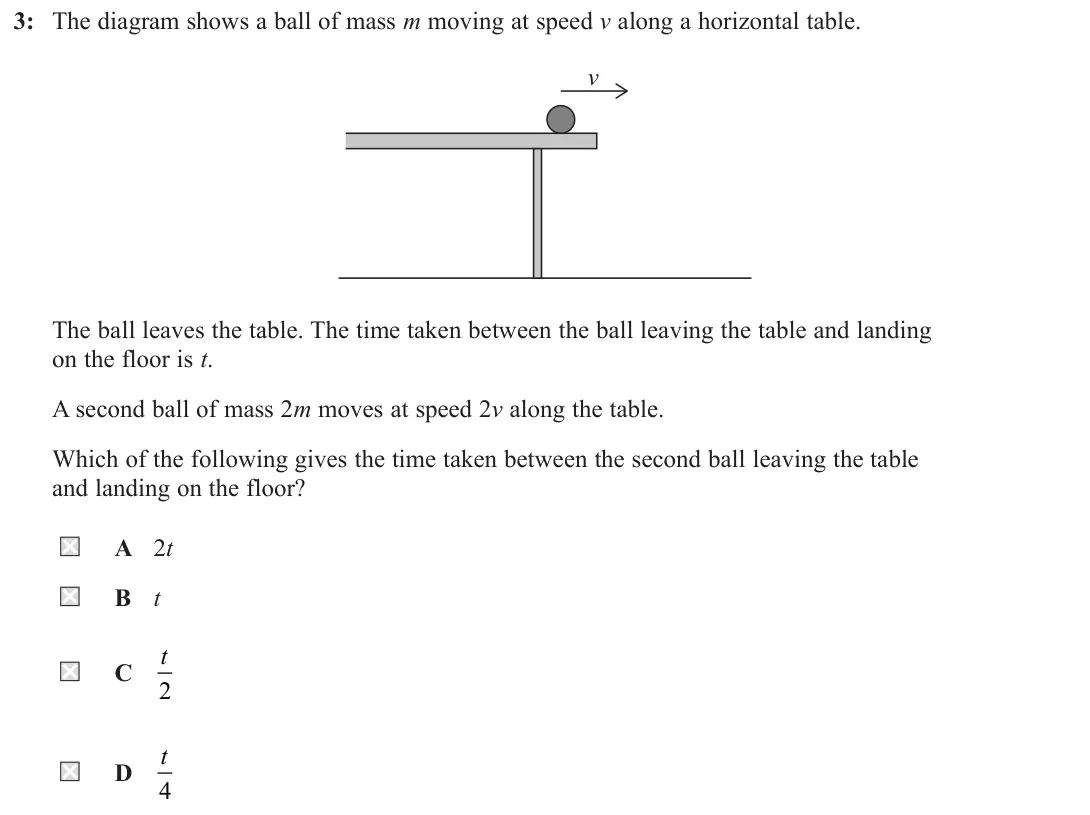 3: The diagram shows a ball of mass m moving at speed v along a horizontal table.
v
The ball leaves the table. The time taken between the ball leaving the table and landing
on the floor is t.
A second ball of mass 2m moves at speed 2v along the table.
Which of the following gives the time taken between the second ball leaving the table
and landing on the floor?
A 2t
B t
C t/2
D t/4